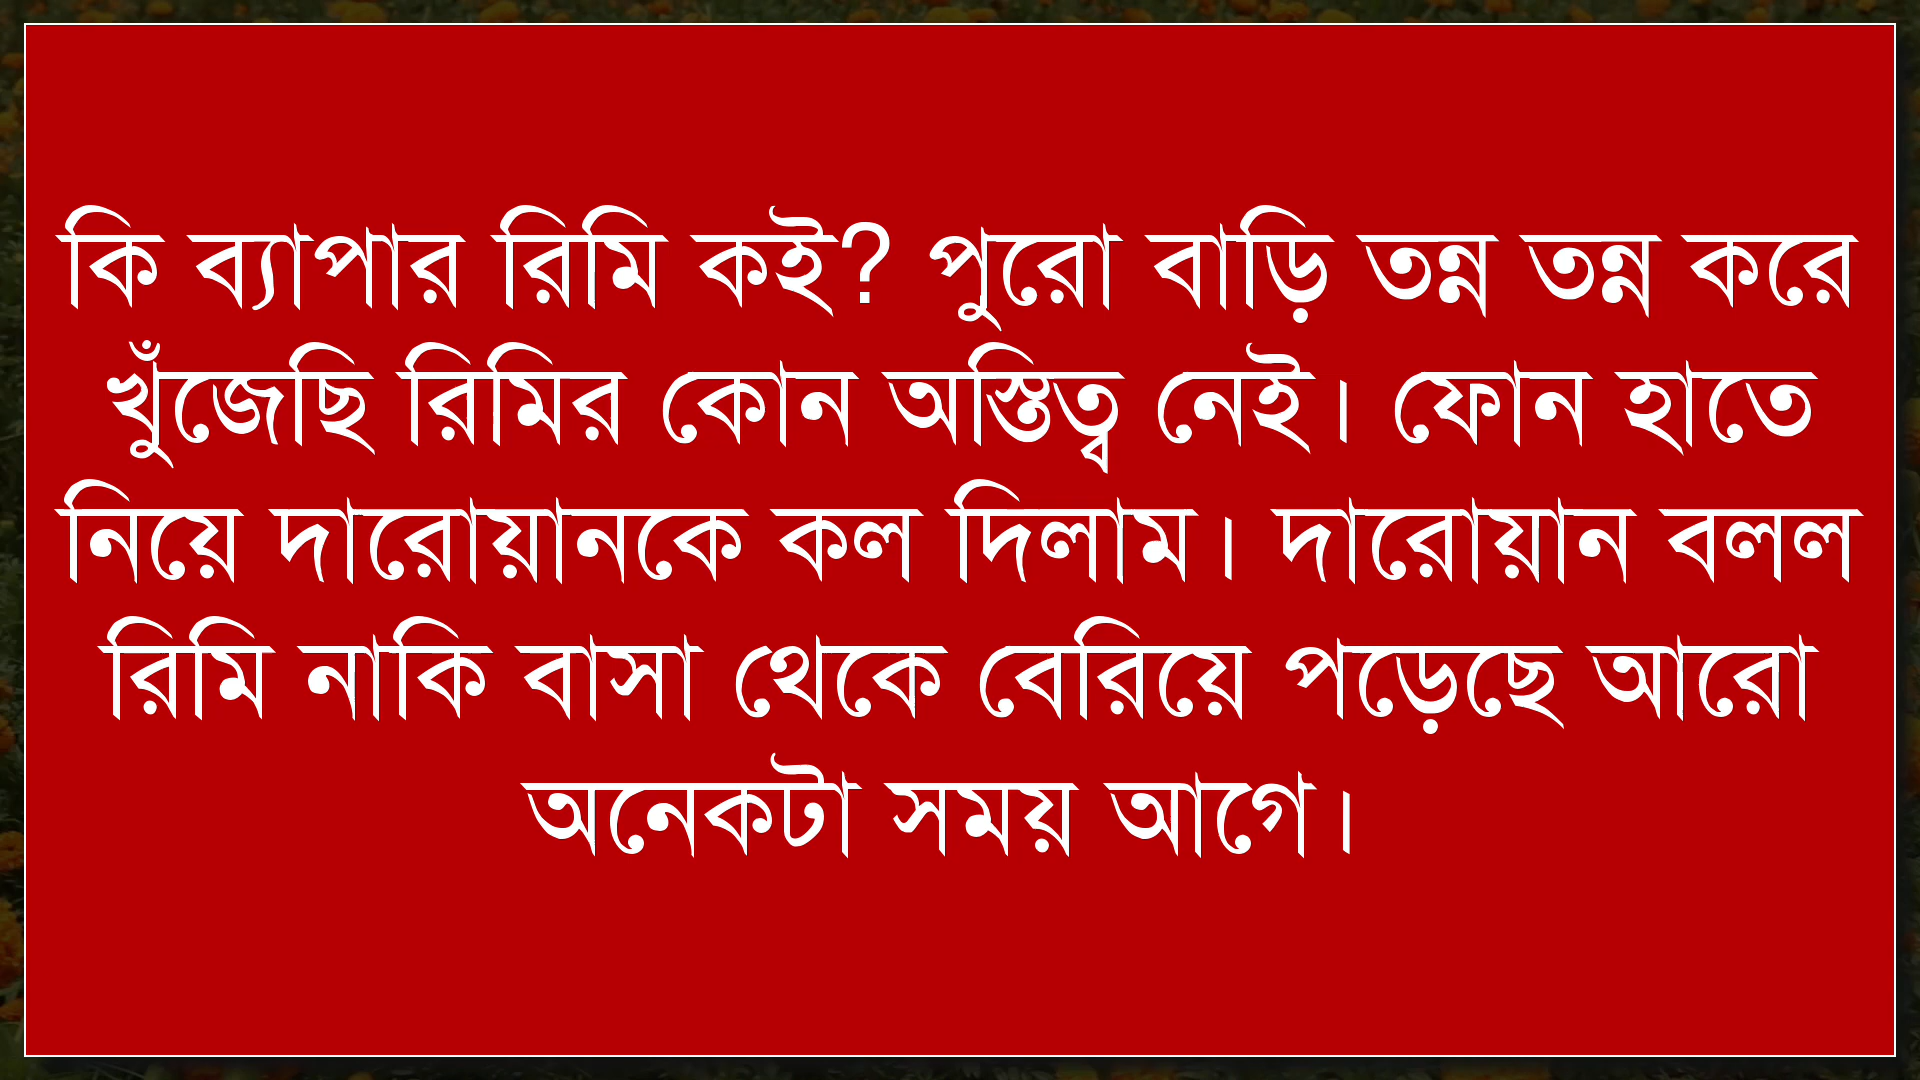 কি ব্যাপার রিমি কই? পুরো বাড়ি তন্ন তন্ন করে
খুঁজেছি রিমির কোন অস্তিত্ব নেই। ফোন হাতে
নিয়ে দারোয়ানকে কল দিলাম। দারোয়ান বলল
রিমি নাকি বাসা থেকে বেরিয়ে পড়েছে আরো
অনেকটা সময় আগে।